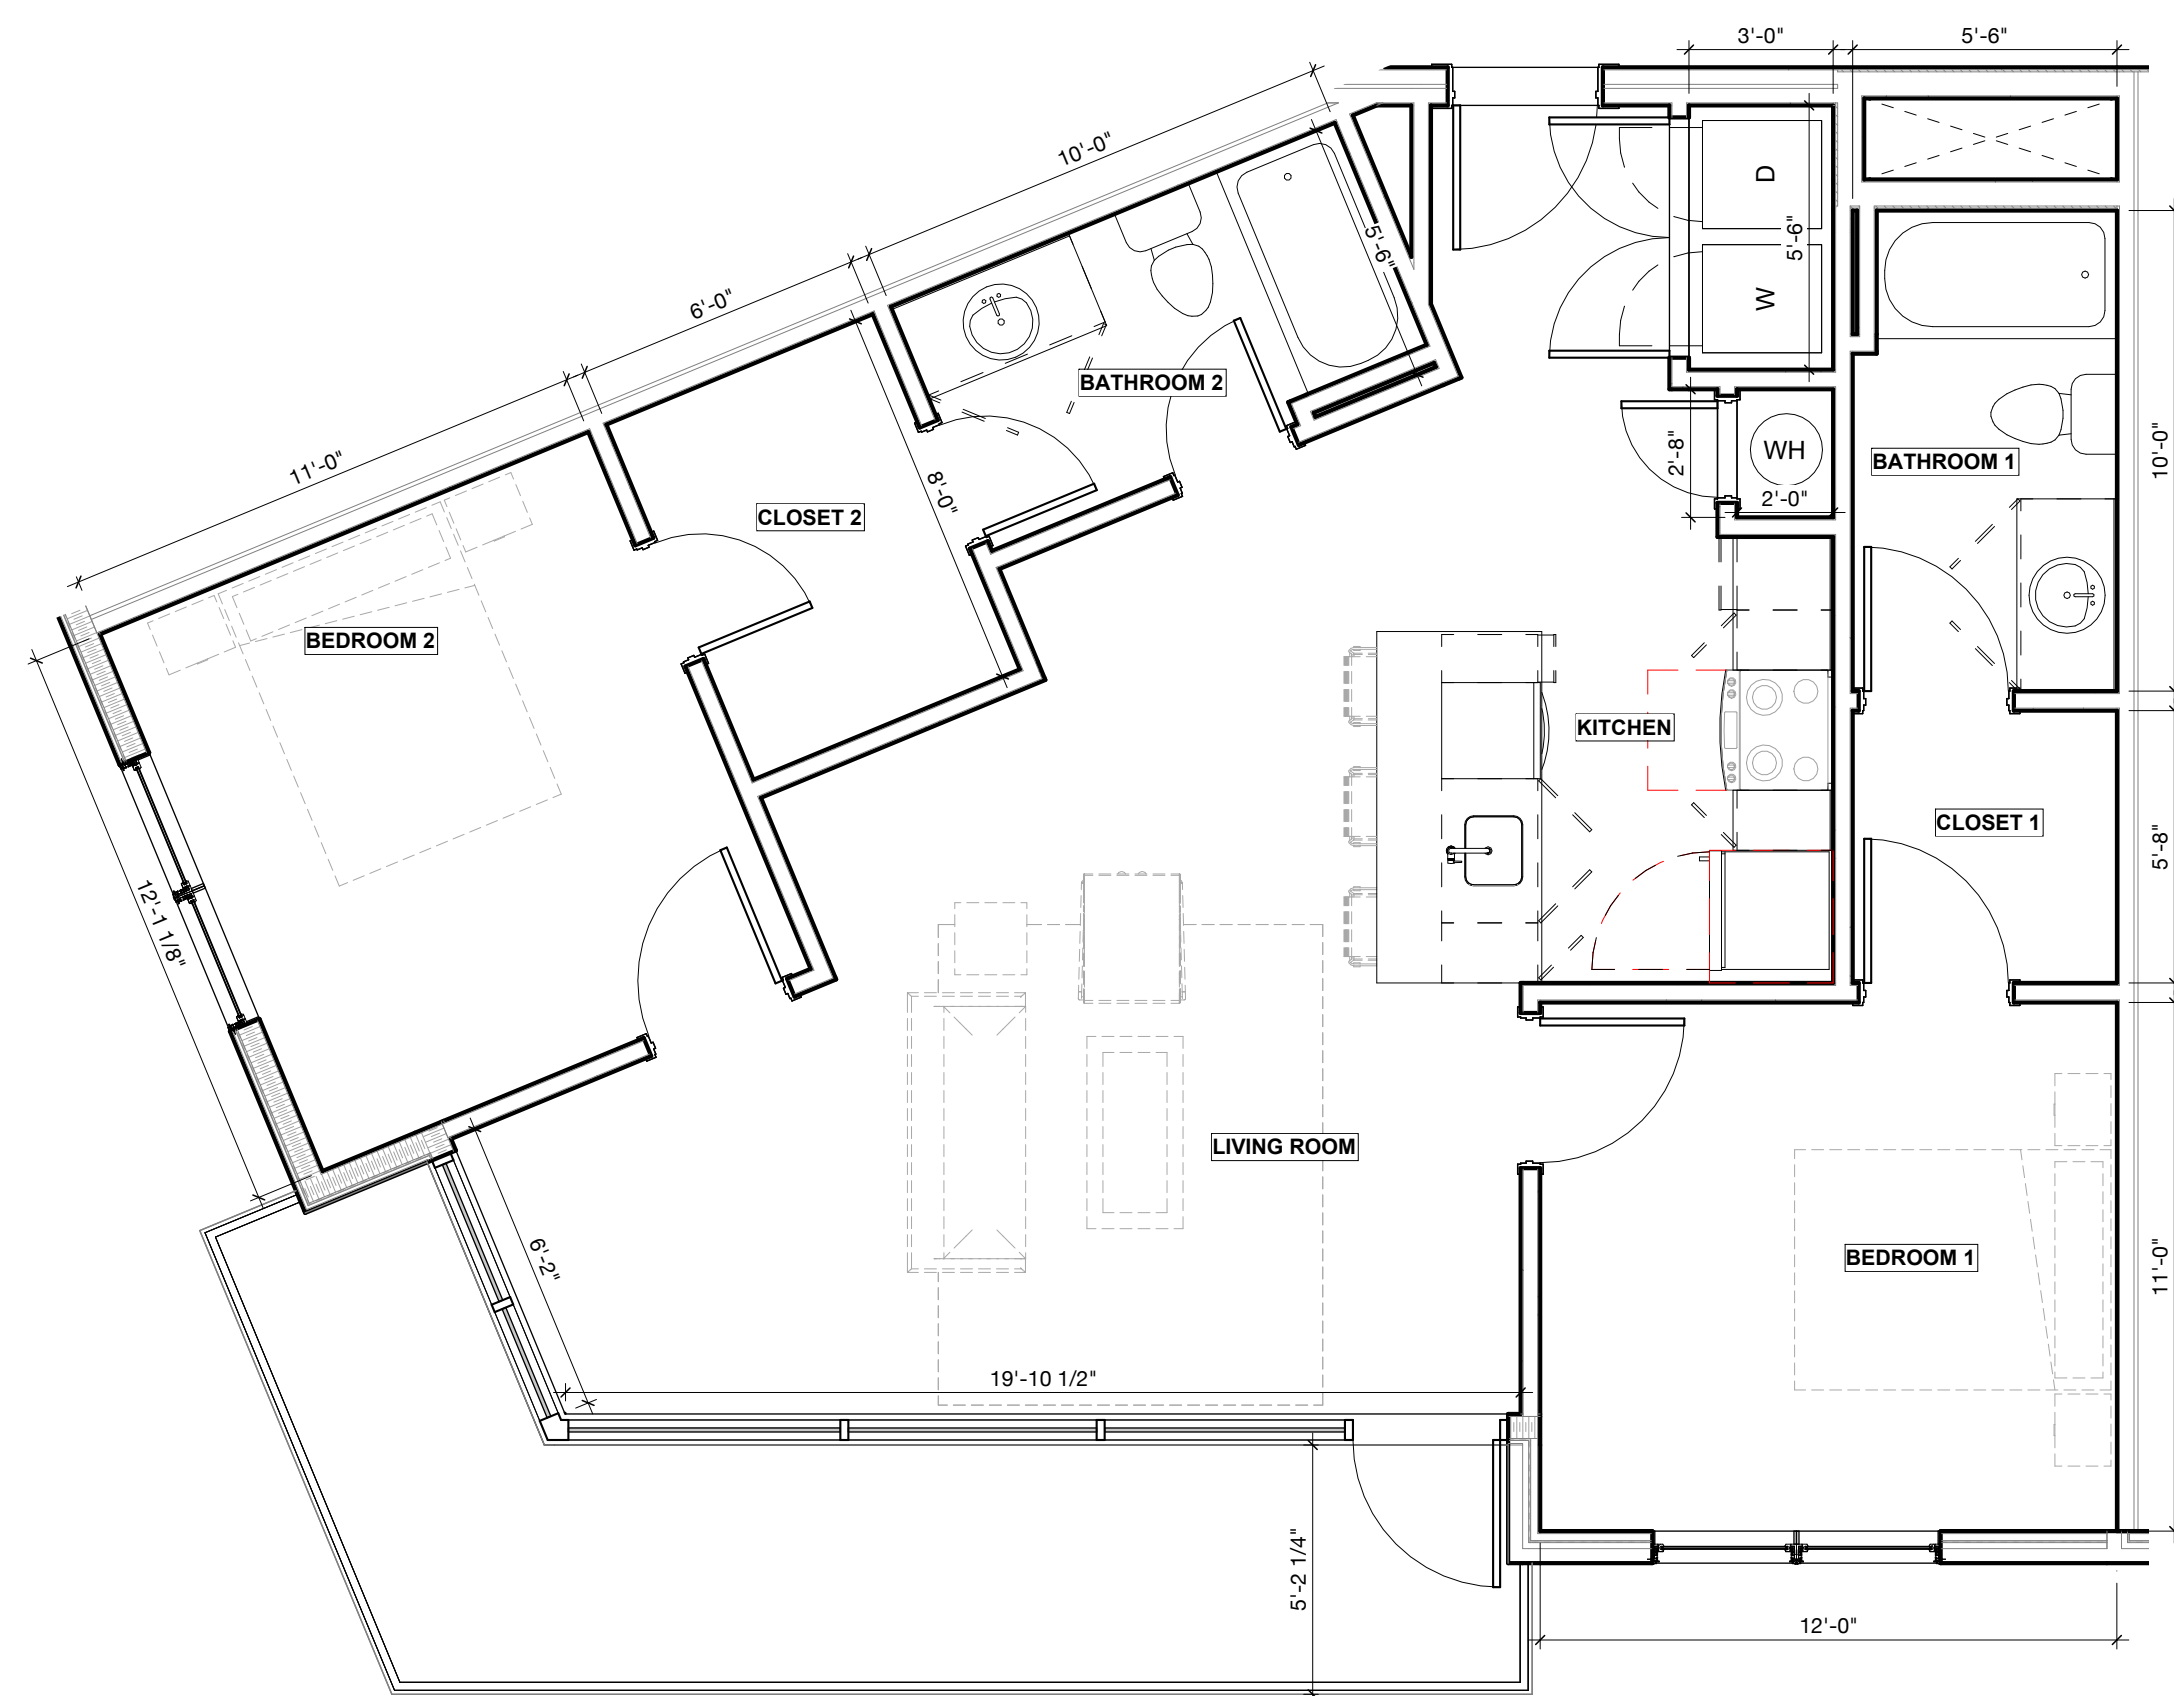 3'-0"
5'-6"
10'-0"
D
5'-6"
5'-6"
W
6'-0"
BATHROOM 2
11'-0"
8'-0"
2'-8"
WH
2'-0"
BATHROOM 1
10'-0"
CLOSET 2
BEDROOM 2
KITCHEN
CLOSET 1
5'-8"
12'-1 1/8"
LIVING ROOM
6'-2"
BEDROOM 1
11'-0"
19'-10 1/2"
5'-2 1/4"
12'-0"